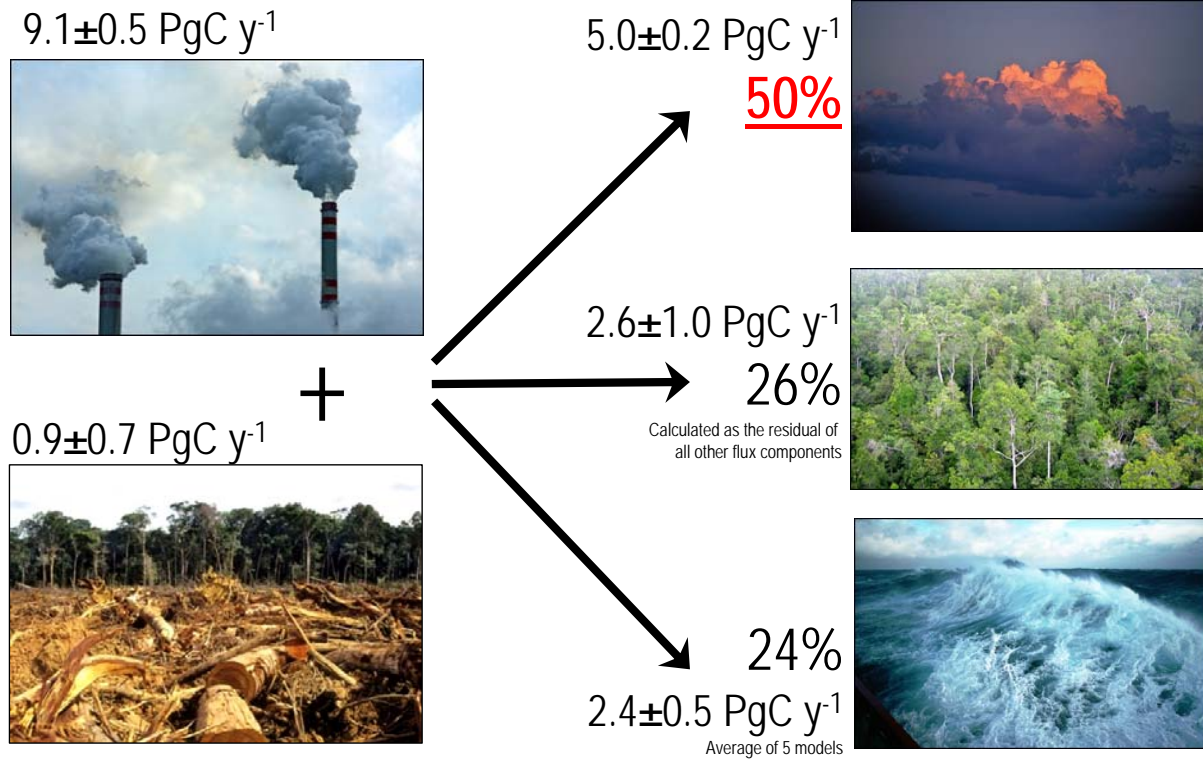 9.1±0.5 PgC y-1
+
0.9±0.7 PgC y-1
5.0±0.2 PgC y-1
50%
2.6±1.0 PgC y-1
26%
Calculated as the residual of
all other flux components
24%
2.4±0.5 PgC y-1
Average of 5 models